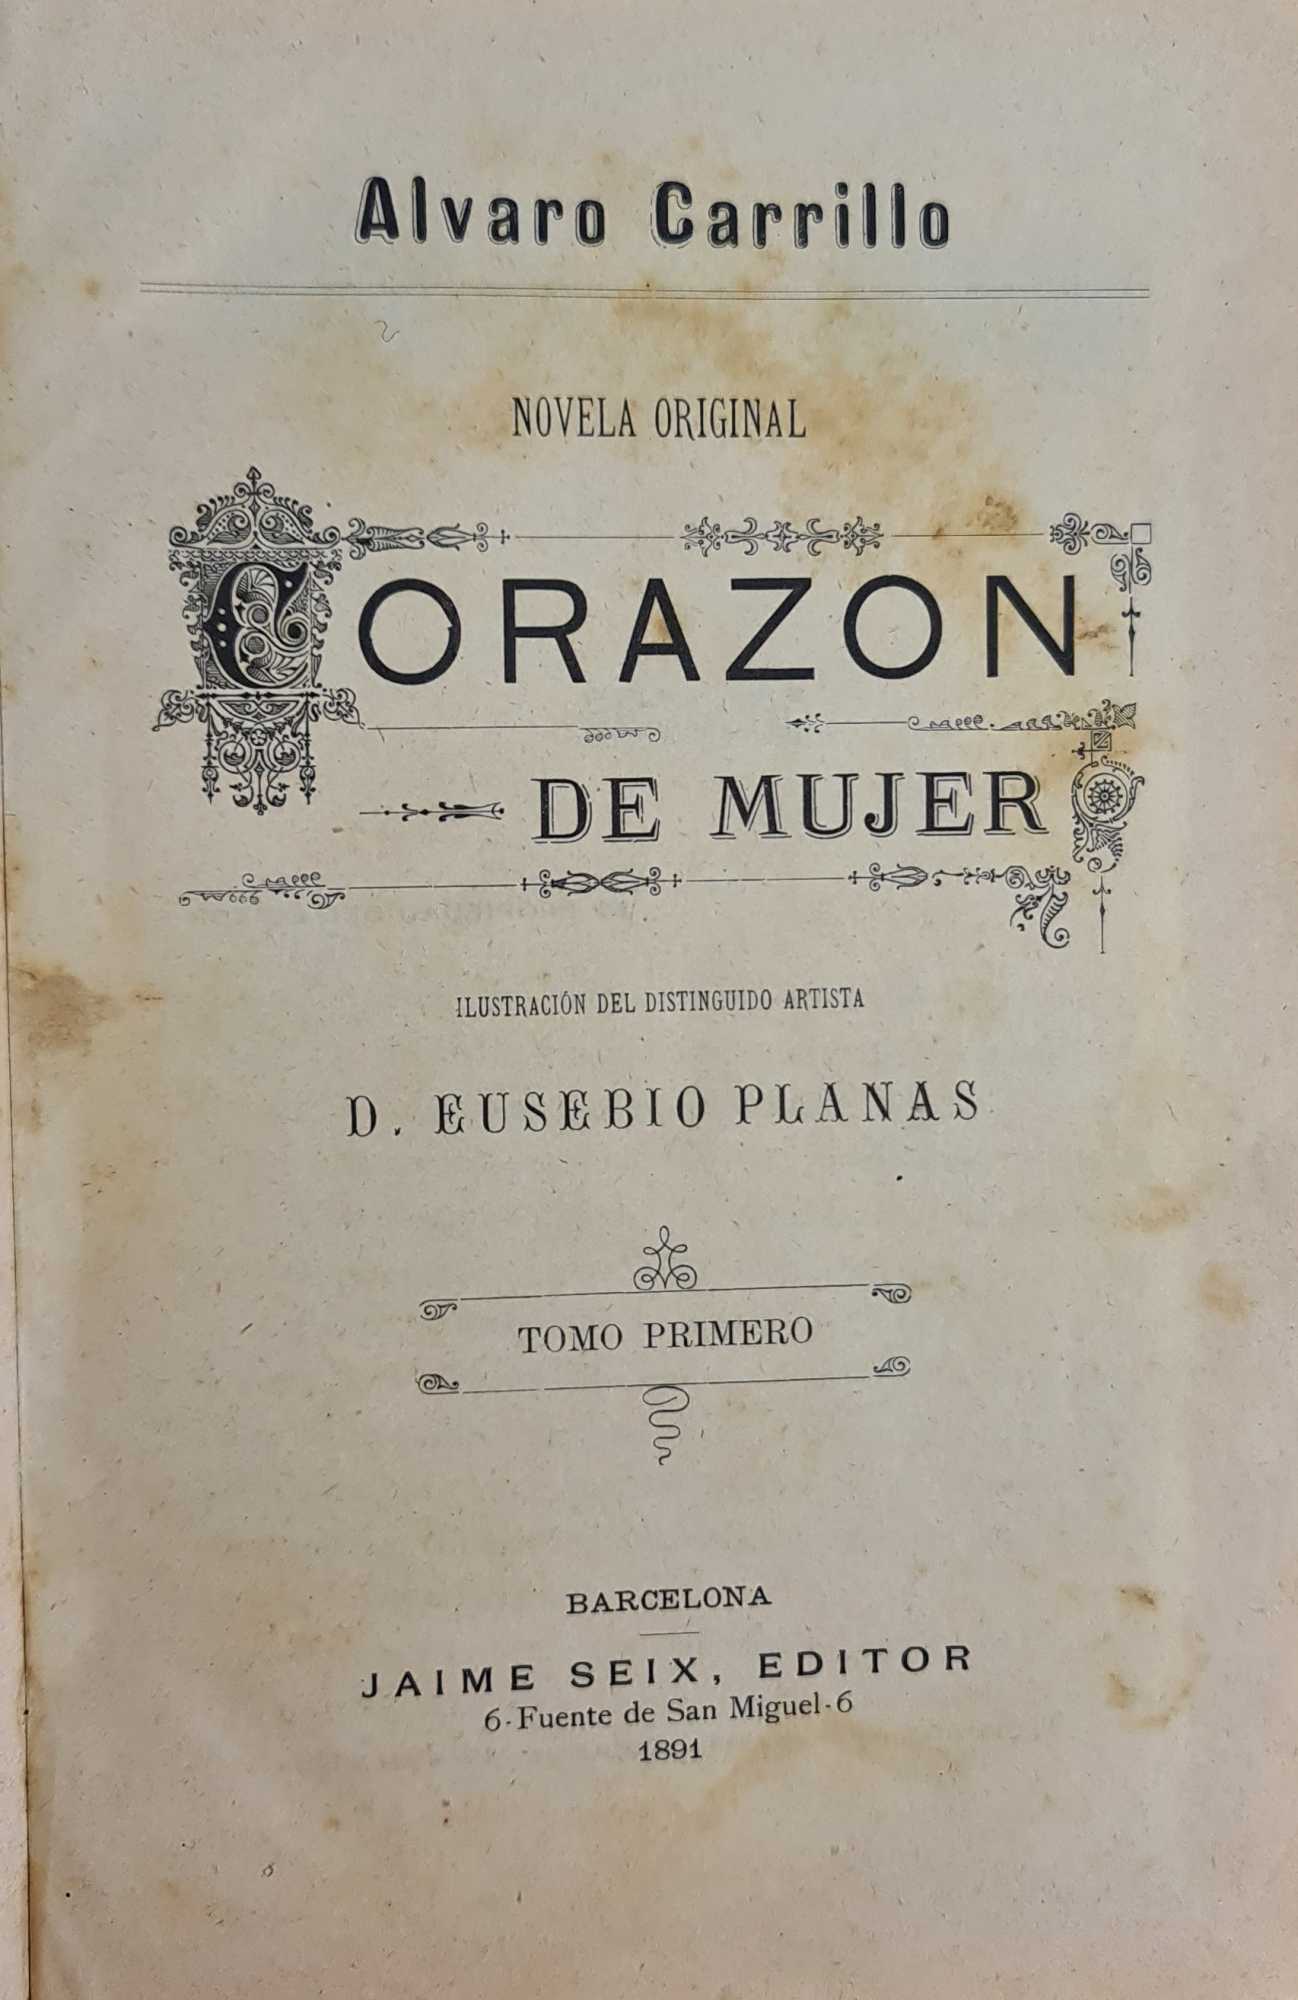 Alvaro Carrillo
NOVELA ORIGINAL
CORAZON
DE MUJER
ILUSTRACIÓN DEL DISTINGUIDO ARTISTA
D. EUSEBIO PLANAS
TOMO PRIMERO
BARCELONA
JAIME SEIX, EDITOR
6-Fuente de San Miguel-6
1891